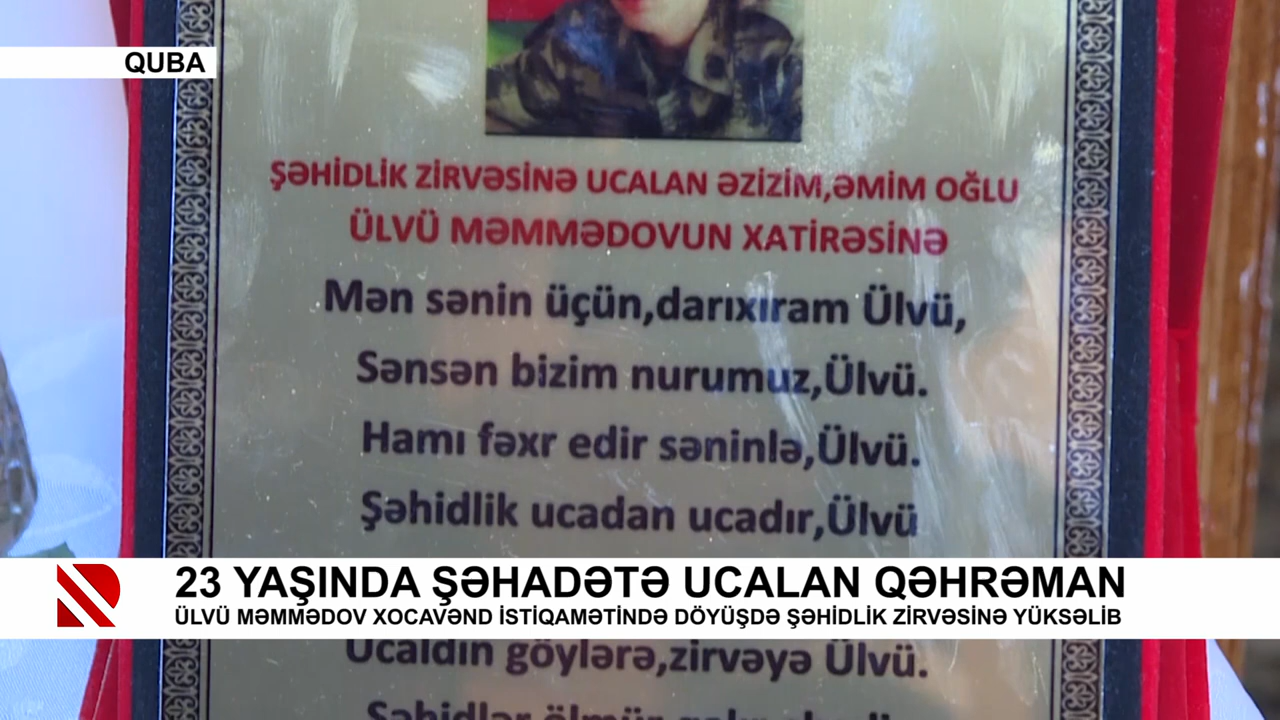 QUBA
ŞƏHİDLİK ZİRVƏSİNƏ UCALAN ƏZİZİM,ƏMİM OĞLU
ÜLVÜ MƏMMƏDOVUN XATİRƏSİNƏ
Mən sənin üçün,darıxıram Ülvü,
Sənsən bizim nurumuz,Ülvü.
Hamı fəxr edir səninlə,Ülvü.
Şəhidlik ucadan ucadır,Ülvü
23 YAŞINDA ŞƏHADƏTƏ UCALAN QƏHRƏMAN
ÜLVÜ MƏMMƏDOV XOCAVƏND İSTİQAMƏTİNDƏ DÖYÜŞDƏ ŞƏHİDLİK ZİRVƏSİNƏ YÜKSƏLİB
Ucaldın göylərə,zirvəyə Ülvü.
Şəhidlər ölmür